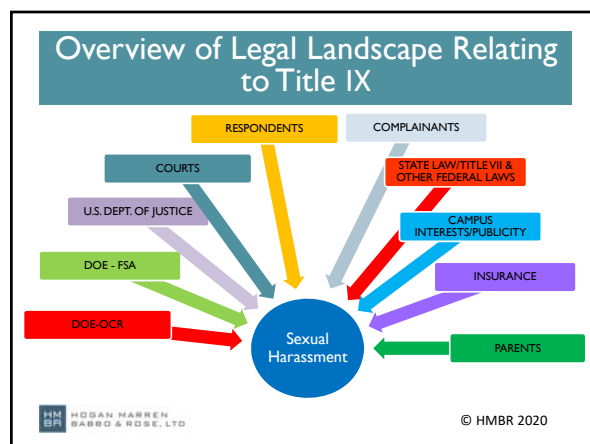 Overview of Legal Landscape Relating
to Title IX
RESPONDENTS
COMPLAINANTS
COURTS
STATE LAW/TITLE VII &
OTHER FEDERAL LAWS
U.S. DEPT. OF JUSTICE
CAMPUS
INTERESTS/PUBLICITY
DOE - FSA
INSURANCE
DOE-OCR
Sexual
Harassment
PARENTS
HM
BR
HOGAN MARREN
BABBO & ROSE, LTD
© HMBR 2020